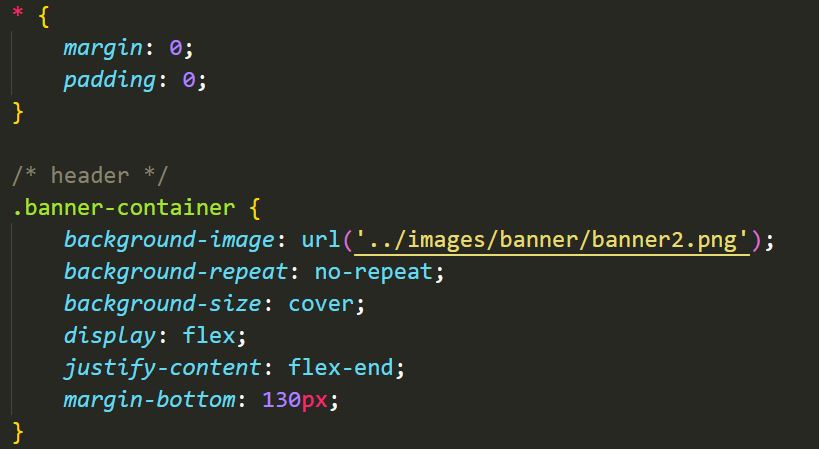 * {
    margin: 0;
    padding: 0;
}

/* header */
.banner-container {
    background-image: url('../images/banner/banner2.png');
    background-repeat: no-repeat;
    background-size: cover;
    display: flex;
    justify-content: flex-end;
    margin-bottom: 130px;
}